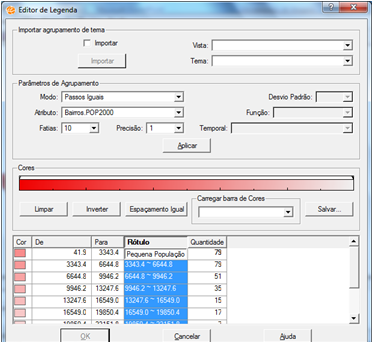 Editor de Legenda
Importar agrupamento de tema
Importar
Vista:
Importar
Tema:
Parâmetros de Agrupamento
Modo: Passos Iguais
Desvio Padrão:
Atributo: Bairros.POP2000
Função:
Fatias: 10 Precisão: 1
Temporal:
Aplicar
Cores
Carregar barra de Cores
Limpar Inverter Espaçamento Igual Salvar...
Cor De Para Rótulo Quantidade
41.9 3343.4 Pequena População 79
3343.4 6644.8 3343.4 ~ 6644.8 79
6644.8 9946.2 6644.8 ~ 9946.2 51
9946.2 13247.6 9946.2 ~ 13247.6 35
13247.6 16549.0 13247.6 ~ 16549.0 15
16549.0 19850.4 16549.0 ~ 19850.4 17
OK Cancelar Ajuda